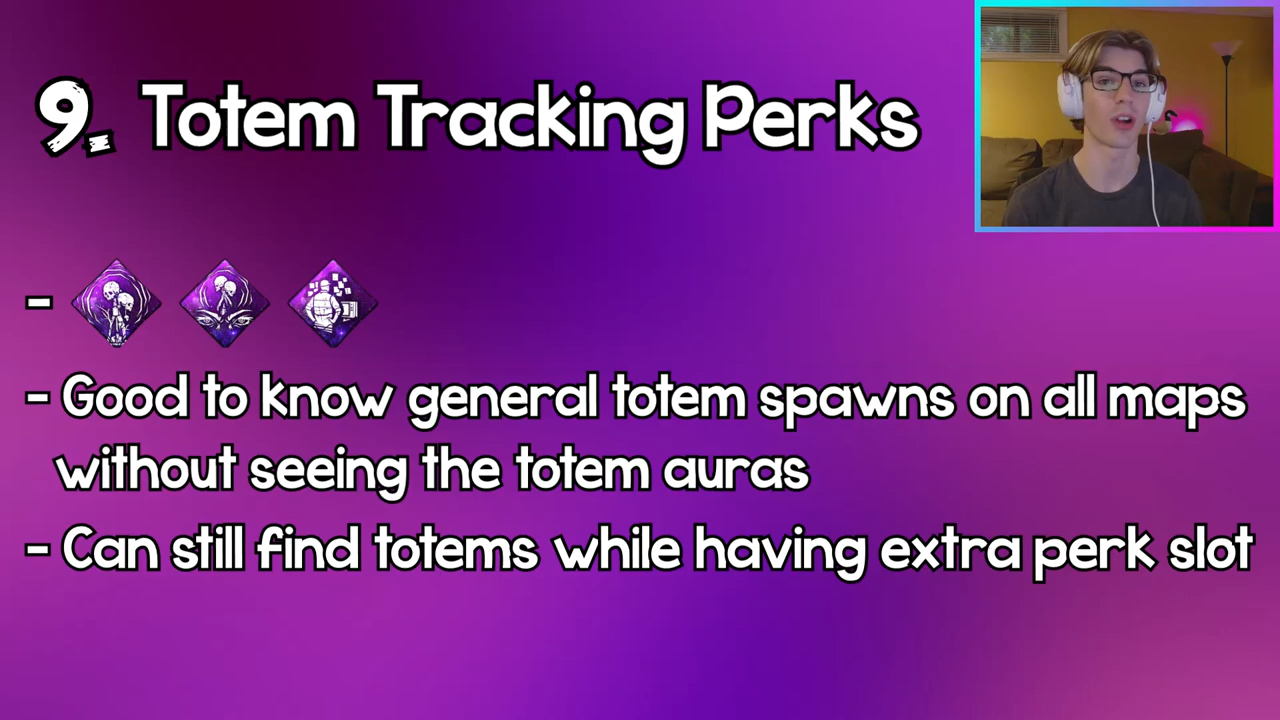 9. Totem Tracking Perks
- 
- Good to know general totem spawns on all maps
without seeing the totem auras
- Can still find totems while having extra perk slot